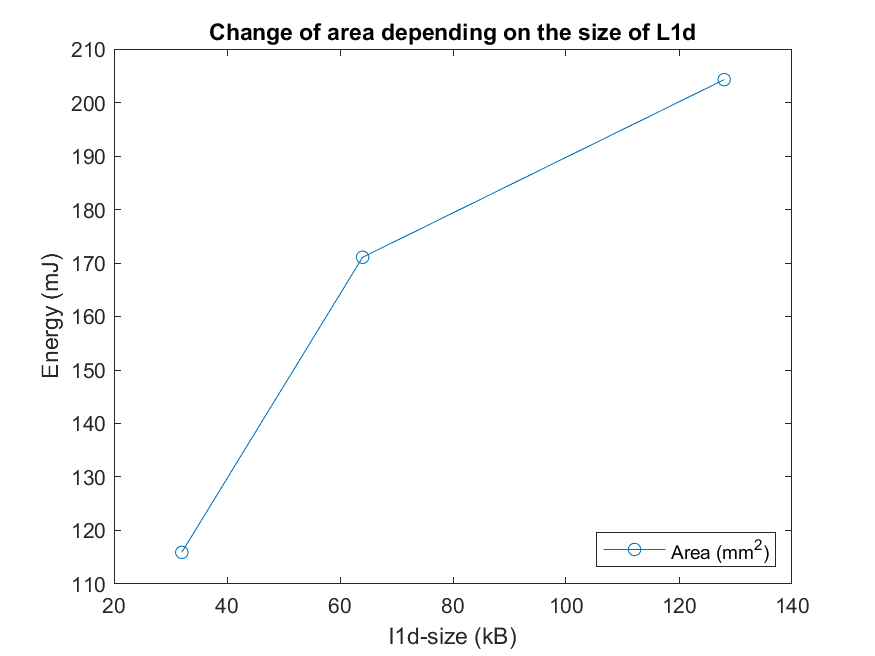 Change of area depending on the size of L1d
210
200
190
180
170
160
150
140
130
120
110
Energy (mJ)
Area (mm2)
20 40 60 80 100 120 140
l1d-size (kB)